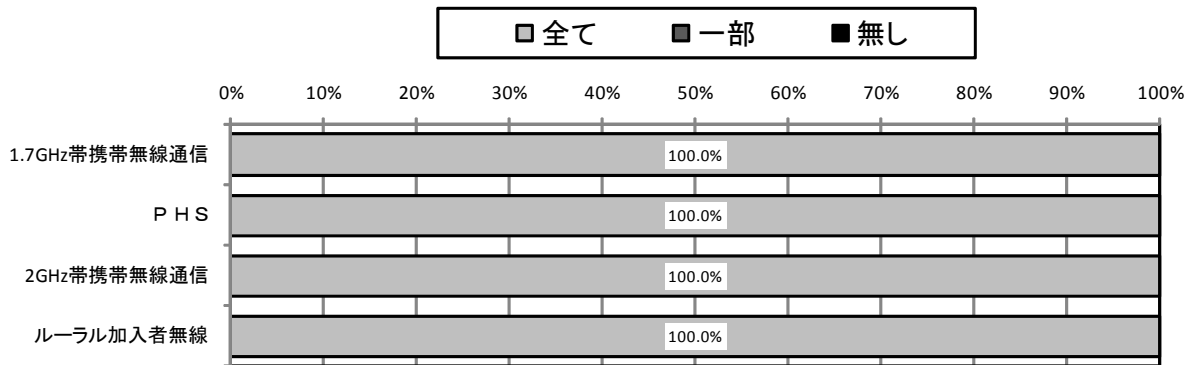 全て 一部 無し
0% 10% 20% 30% 40% 50% 60% 70% 80% 90% 100%
1.7GHz帯携帯無線通信 100.0%
ＰＨＳ 100.0%
2GHz帯携帯無線通信 100.0%
ルーラル加入者無線 100.0%